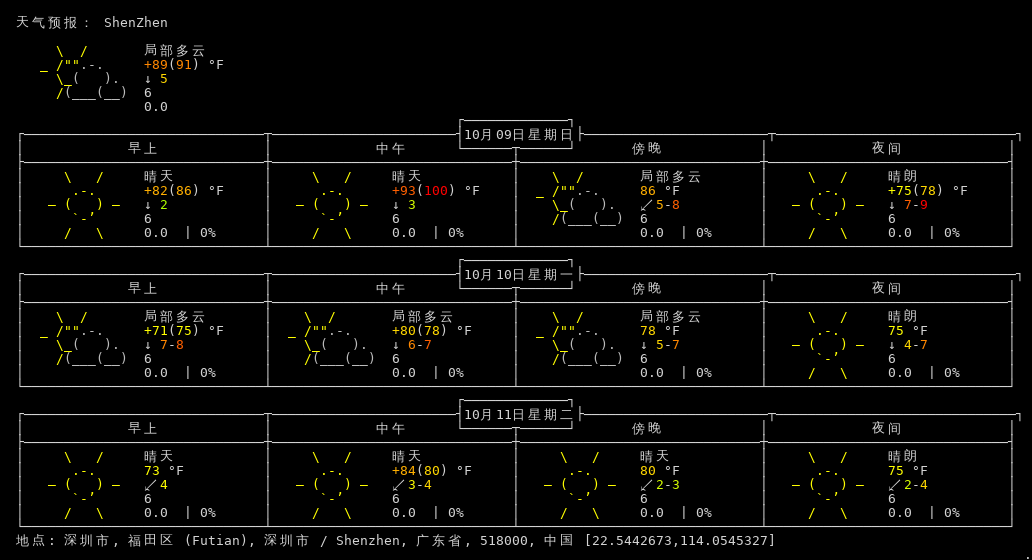 天气预报： ShenZhen
局部多云
+89(91) °F
↓ 5
6
0.0
10月09日星期日
早上 中午 傍晚 夜间
晴天 晴天 局部多云 晴朗
+82(86) °F +93(100) °F 86 °F +75(78) °F
↓ 2 ↓ 3 ↙ 5-8 ↓ 7-9
6 6 6 6
0.0 | 0% 0.0 | 0% 0.0 | 0% 0.0 | 0%
10月10日星期一
早上 中午 傍晚 夜间
局部多云 局部多云 局部多云 晴朗
+71(75) °F +80(78) °F 78 °F 75 °F
↓ 7-8 ↓ 6-7 ↓ 5-7 ↓ 4-7
6 6 6 6
0.0 | 0% 0.0 | 0% 0.0 | 0% 0.0 | 0%
10月11日星期二
早上 中午 傍晚 夜间
晴天 晴天 晴天 晴朗
73 °F +84(80) °F 80 °F 75 °F
↙ 4 ↙ 3-4 ↙ 2-3 ↙ 2-4
6 6 6 6
0.0 | 0% 0.0 | 0% 0.0 | 0% 0.0 | 0%
地点: 深圳市, 福田区 (Futian), 深圳市 / Shenzhen, 广东省, 518000, 中国 [22.5442673,114.0545327]